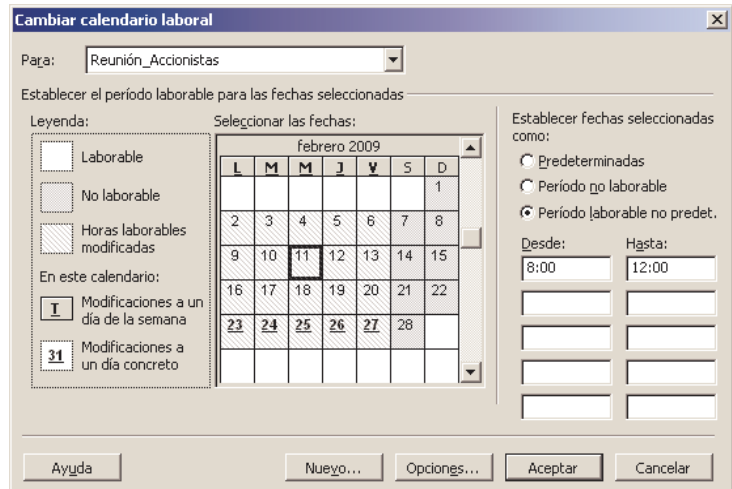 Cambiar calendario laboral
Para: Reunión_Accionistas
Establecer el período laborable para las fechas seleccionadas
Leyenda:
Laborable
No laborable
Horas laborables
modificadas
En este calendario:
T Modificaciones a un
día de la semana
31 Modificaciones a
un día concreto
Seleccionar las fechas:
febrero 2009
L M M J V S D
1
2 3 4 5 6 7 8
9 10 11 12 13 14 15
16 17 18 19 20 21 22
23 24 25 26 27 28
Establecer fechas seleccionadas
como:
Predeterminadas
Período no laborable
Período laborable no predet.
Desde: Hasta:
8:00 12:00
Ayuda Nuevo... Opciones... Aceptar Cancelar